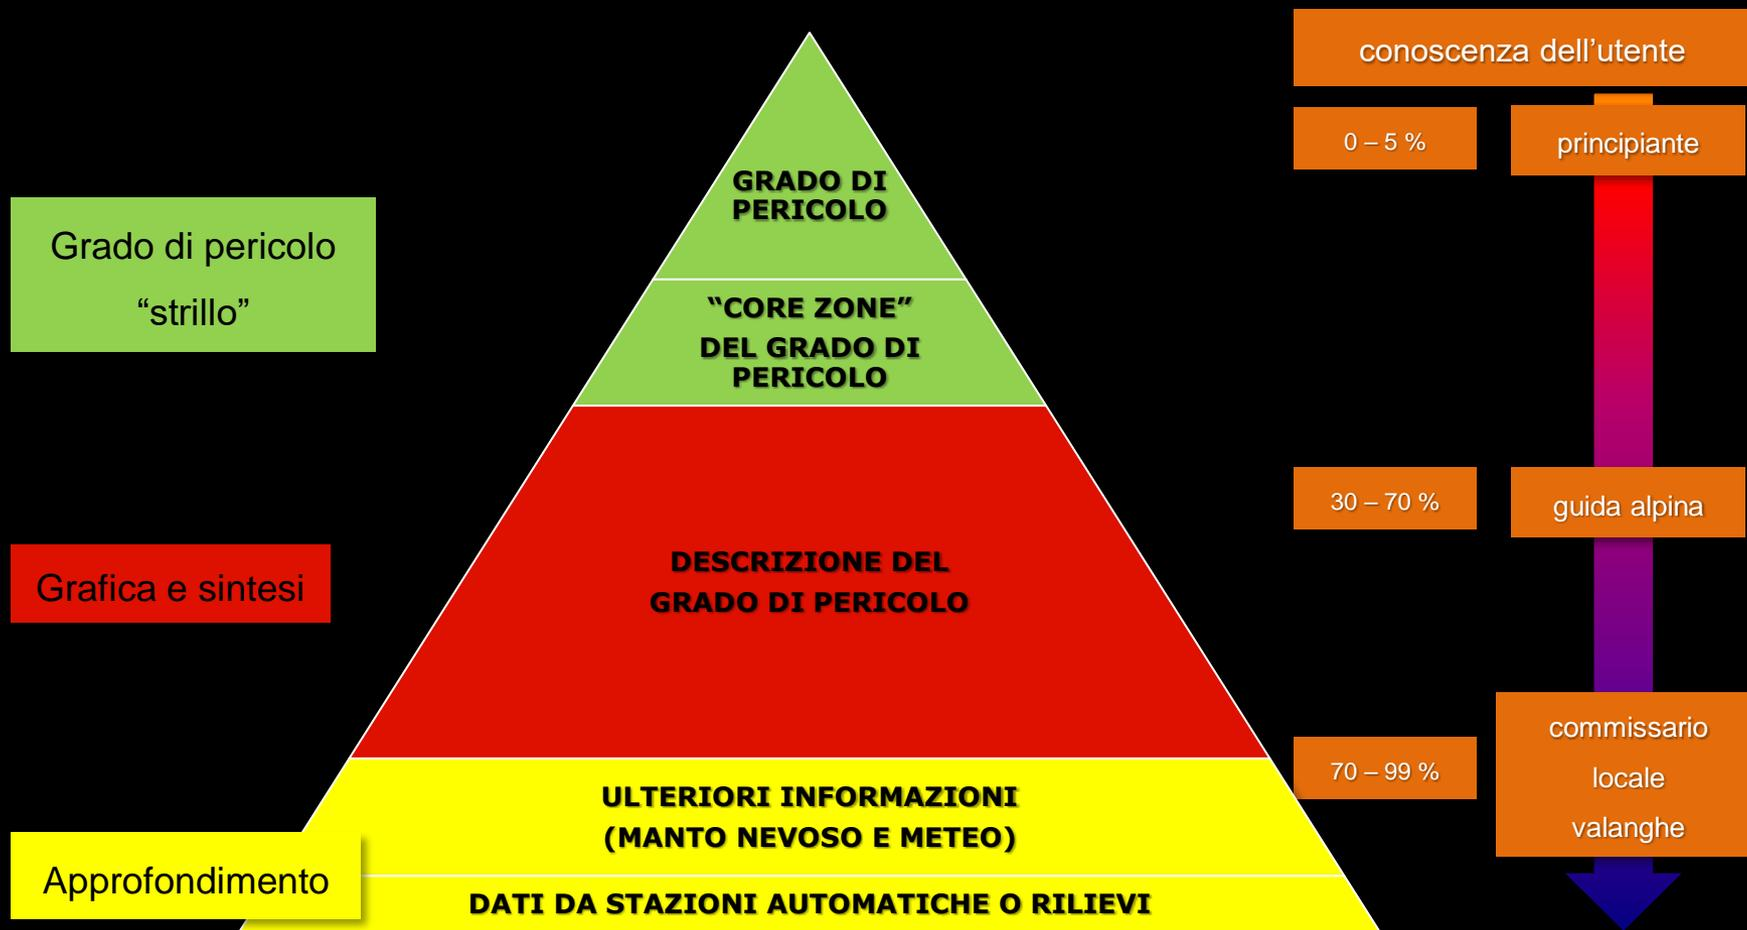 conoscenza dell’utente
0 – 5 %
principiante
GRADO DI
PERICOLO
Grado di pericolo
“strillo”
“CORE ZONE”
DEL GRADO DI
PERICOLO
30 – 70 %
guida alpina
DESCRIZIONE DEL
GRADO DI PERICOLO
Grafica e sintesi
70 – 99 %
commissario
locale
valanghe
ULTERIORI INFORMAZIONI
(MANTO NEVOSO E METEO)
Approfondimento
DATI DA STAZIONI AUTOMATICHE O RILIEVI